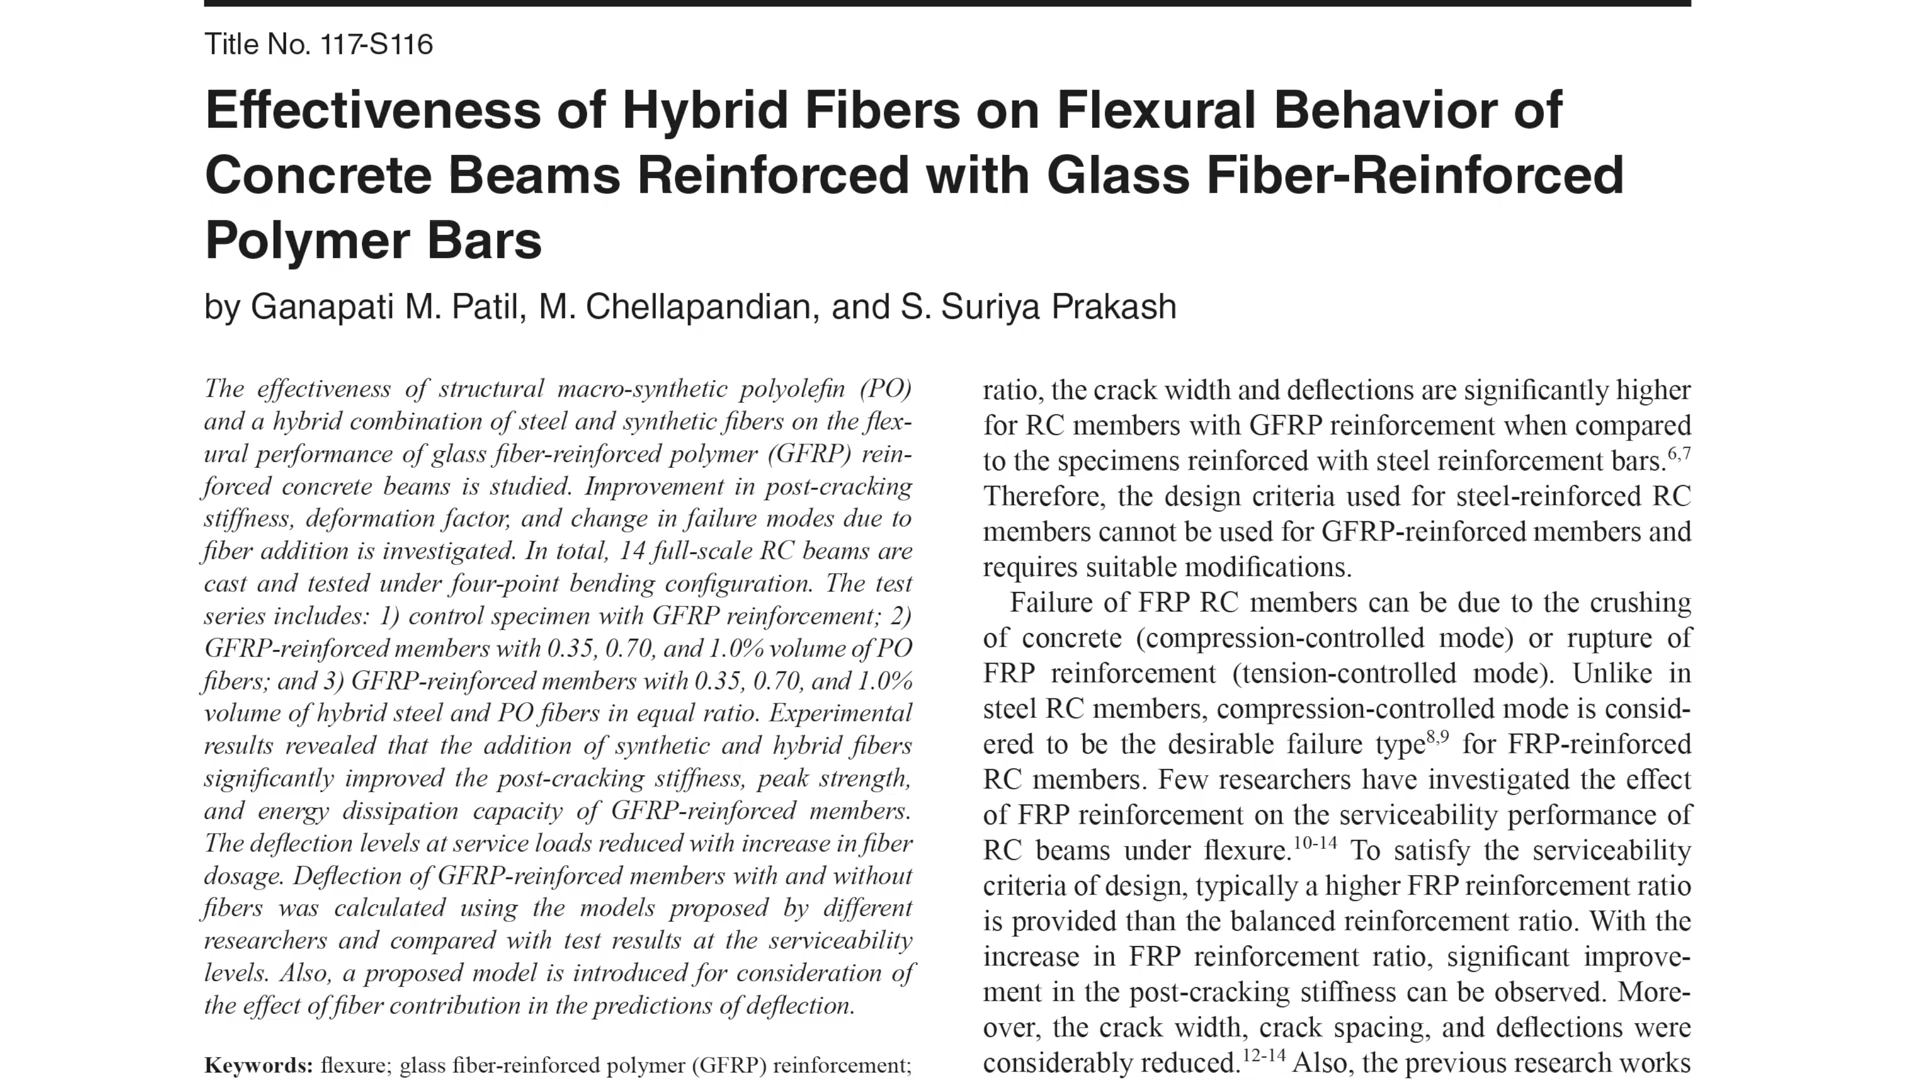 Title No. 117-S116
Effectiveness of Hybrid Fibers on Flexural Behavior of
Concrete Beams Reinforced with Glass Fiber-Reinforced
Polymer Bars
by Ganapati M. Patil, M. Chellapandian, and S. Suriya Prakash
The effectiveness of structural macro-synthetic polyolefin (PO)
and a hybrid combination of steel and synthetic fibers on the flex-
ural performance of glass fiber-reinforced polymer (GFRP) rein-
forced concrete beams is studied. Improvement in post-cracking
stiffness, deformation factor, and change in failure modes due to
fiber addition is investigated. In total, 14 full-scale RC beams are
cast and tested under four-point bending configuration. The test
series includes: 1) control specimen with GFRP reinforcement; 2)
GFRP-reinforced members with 0.35, 0.70, and 1.0% volume of PO
fibers; and 3) GFRP-reinforced members with 0.35, 0.70, and 1.0%
volume of hybrid steel and PO fibers in equal ratio. Experimental
results revealed that the addition of synthetic and hybrid fibers
significantly improved the post-cracking stiffness, peak strength,
and energy dissipation capacity of GFRP-reinforced members.
The deflection levels at service loads reduced with increase in fiber
dosage. Deflection of GFRP-reinforced members with and without
fibers was calculated using the models proposed by different
researchers and compared with test results at the serviceability
levels. Also, a proposed model is introduced for consideration of
the effect of fiber contribution in the predictions of deflection.
Keywords: flexure; glass fiber-reinforced polymer (GFRP) reinforcement;
ratio, the crack width and deflections are significantly higher
for RC members with GFRP reinforcement when compared
to the specimens reinforced with steel reinforcement bars.6,7
Therefore, the design criteria used for steel-reinforced RC
members cannot be used for GFRP-reinforced members and
requires suitable modifications.
Failure of FRP RC members can be due to the crushing
of concrete (compression-controlled mode) or rupture of
FRP reinforcement (tension-controlled mode). Unlike in
steel RC members, compression-controlled mode is consid-
ered to be the desirable failure type8,9 for FRP-reinforced
RC members. Few researchers have investigated the effect
of FRP reinforcement on the serviceability performance of
RC beams under flexure.10-14 To satisfy the serviceability
criteria of design, typically a higher FRP reinforcement ratio
is provided than the balanced reinforcement ratio. With the
increase in FRP reinforcement ratio, significant improve-
ment in the post-cracking stiffness can be observed. More-
over, the crack width, crack spacing, and deflections were
considerably reduced.12-14 Also, the previous research works